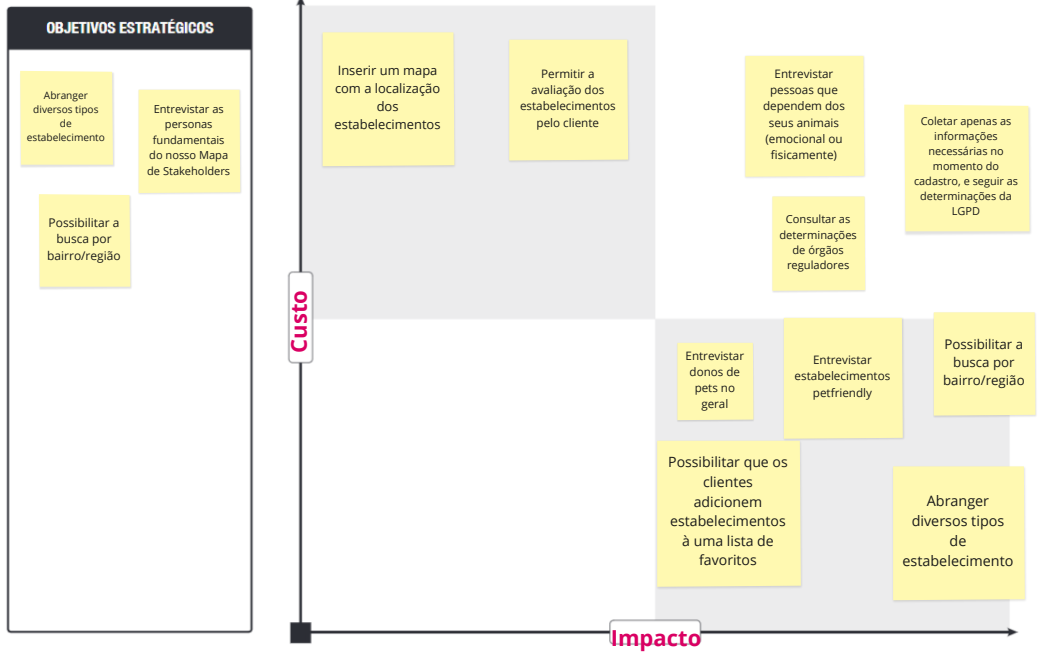 OBJETIVOS ESTRATÉGICOS
Abranger
diversos tipos
de
estabelecimento
Entrevistar as
personas
fundamentais
do nosso Mapa
de Stakeholders
Possibilitar a
busca por
bairro/região
Custo
Inserir um mapa
com a localização
dos
estabelecimentos
Permitir a
avaliação dos
estabelecimentos
pelo cliente
Entrevistar
pessoas que
dependem dos
seus animais
(emocional ou
fisicamente)
Coletar apenas as
informações
necessárias no
momento do
cadastro, e seguir as
determinações da
LGPD
Consultar as
determinações
de órgãos
reguladores
Entrevistar
donos de
pets no
geral
Entrevistar
estabelecimentos
petfriendly
Possibilitar a
busca por
bairro/região
Possibilitar que os
clientes
adicionem
estabelecimentos
à uma lista de
favoritos
Abranger
diversos tipos
de
estabelecimento
Impacto